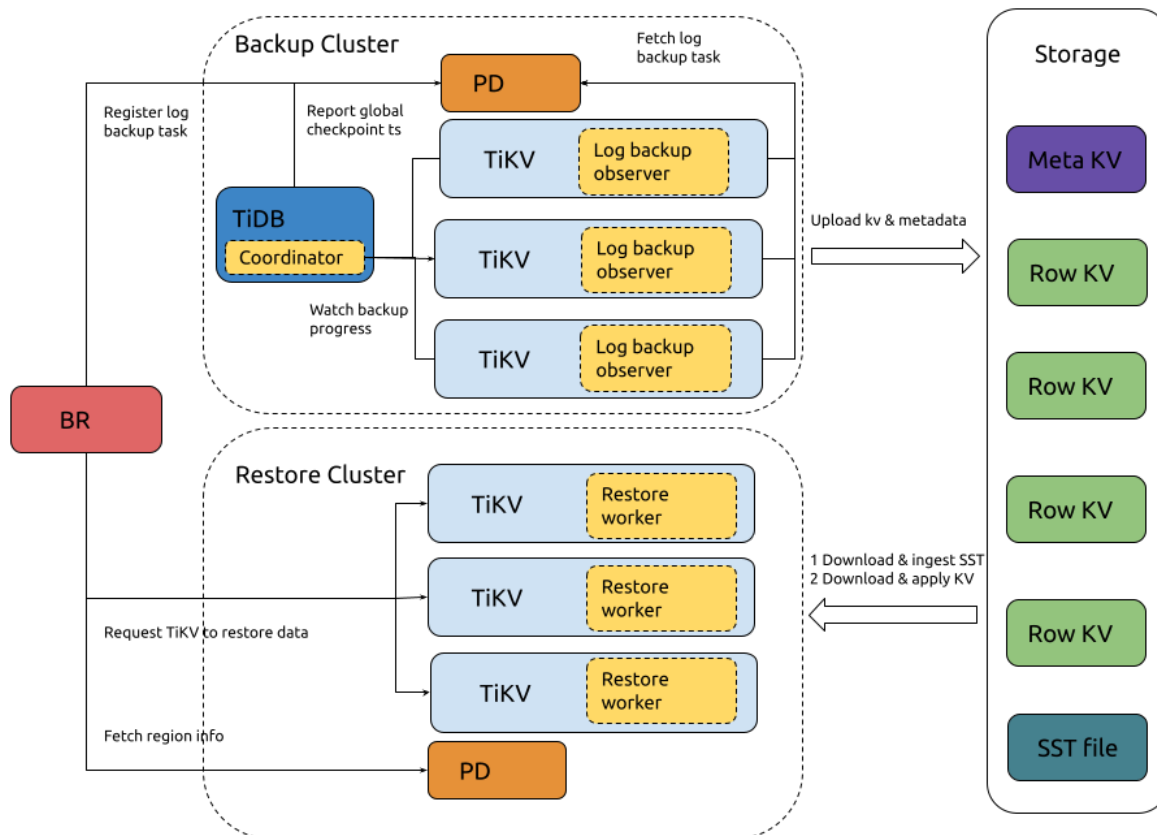 Backup Cluster
Fetch log
backup task
Storage
PD
Register log
backup task
Report global
checkpoint ts
TiKV
Log backup
observer
Meta KV
TiDB
Coordinator
TiKV
Log backup
observer
Upload kv & metadata
Row KV
Watch backup
progress
TiKV
Log backup
observer
Row KV
BR
Restore Cluster
TiKV
Restore
worker
Row KV
TiKV
Restore
worker
1 Download & ingest SST
2 Download & apply KV
Request TiKV to restore data
Row KV
TiKV
Restore
worker
Fetch region info
PD
SST file